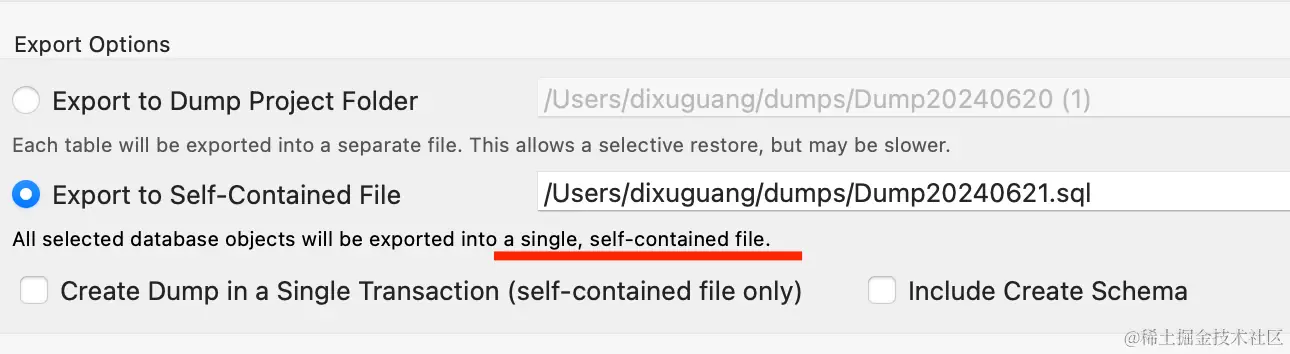 Export Options
Export to Dump Project Folder /Users/dixuguang/dumps/Dump20240620 (1)
Each table will be exported into a separate file. This allows a selective restore, but may be slower.
Export to Self-Contained File /Users/dixuguang/dumps/Dump20240621.sql
All selected database objects will be exported into a single, self-contained file.
Create Dump in a Single Transaction (self-contained file only) Include Create Schema
@稀土掘金技术社区